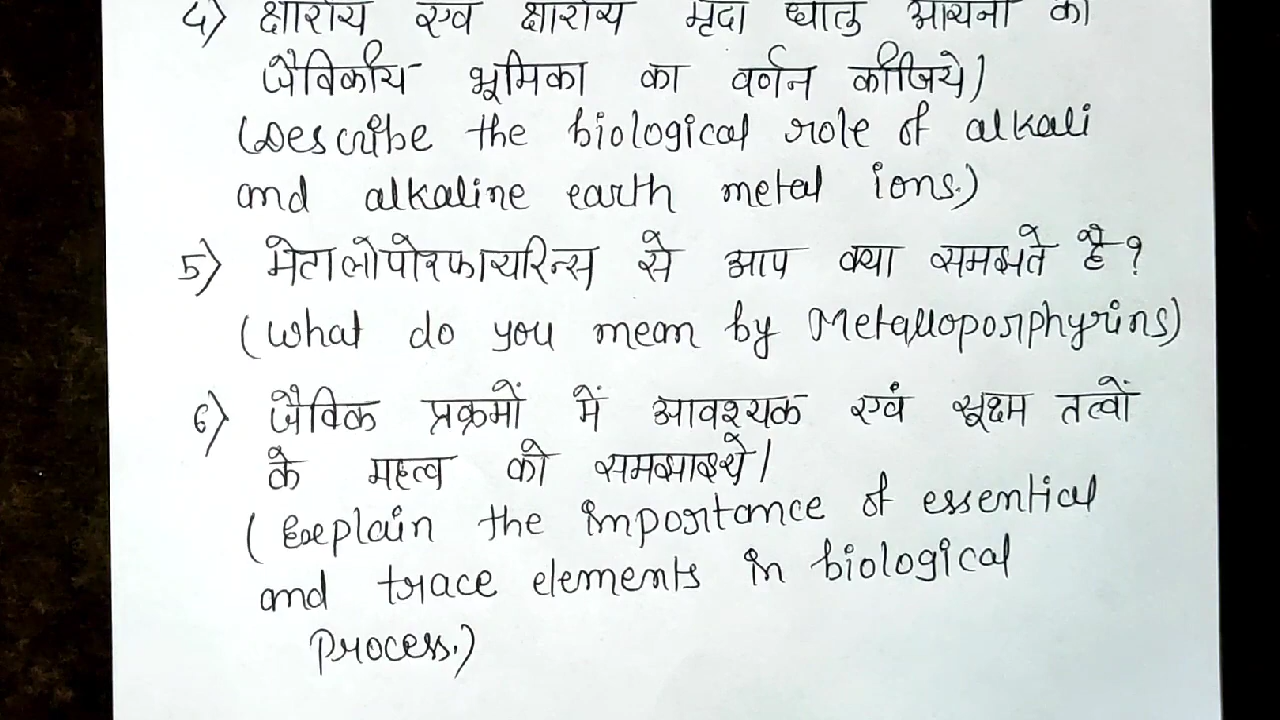 4) क्षारीय एवं क्षारीय मृदा धातु आयनों की
जैविकीय भूमिका का वर्णन कीजिये।
(Describe the biological role of alkali
and alkaline earth metal ions.)
5) मेटालोपोरफायरिन्स से आप क्या समझते है?
(What do you mean by Metalloporphyrins)
6) जैविक प्रक्रमों में आवश्यक एवं सूक्ष्म तत्वों
के महत्व को समझाइये।
(Explain the importance of essential
and trace elements in biological
process.)